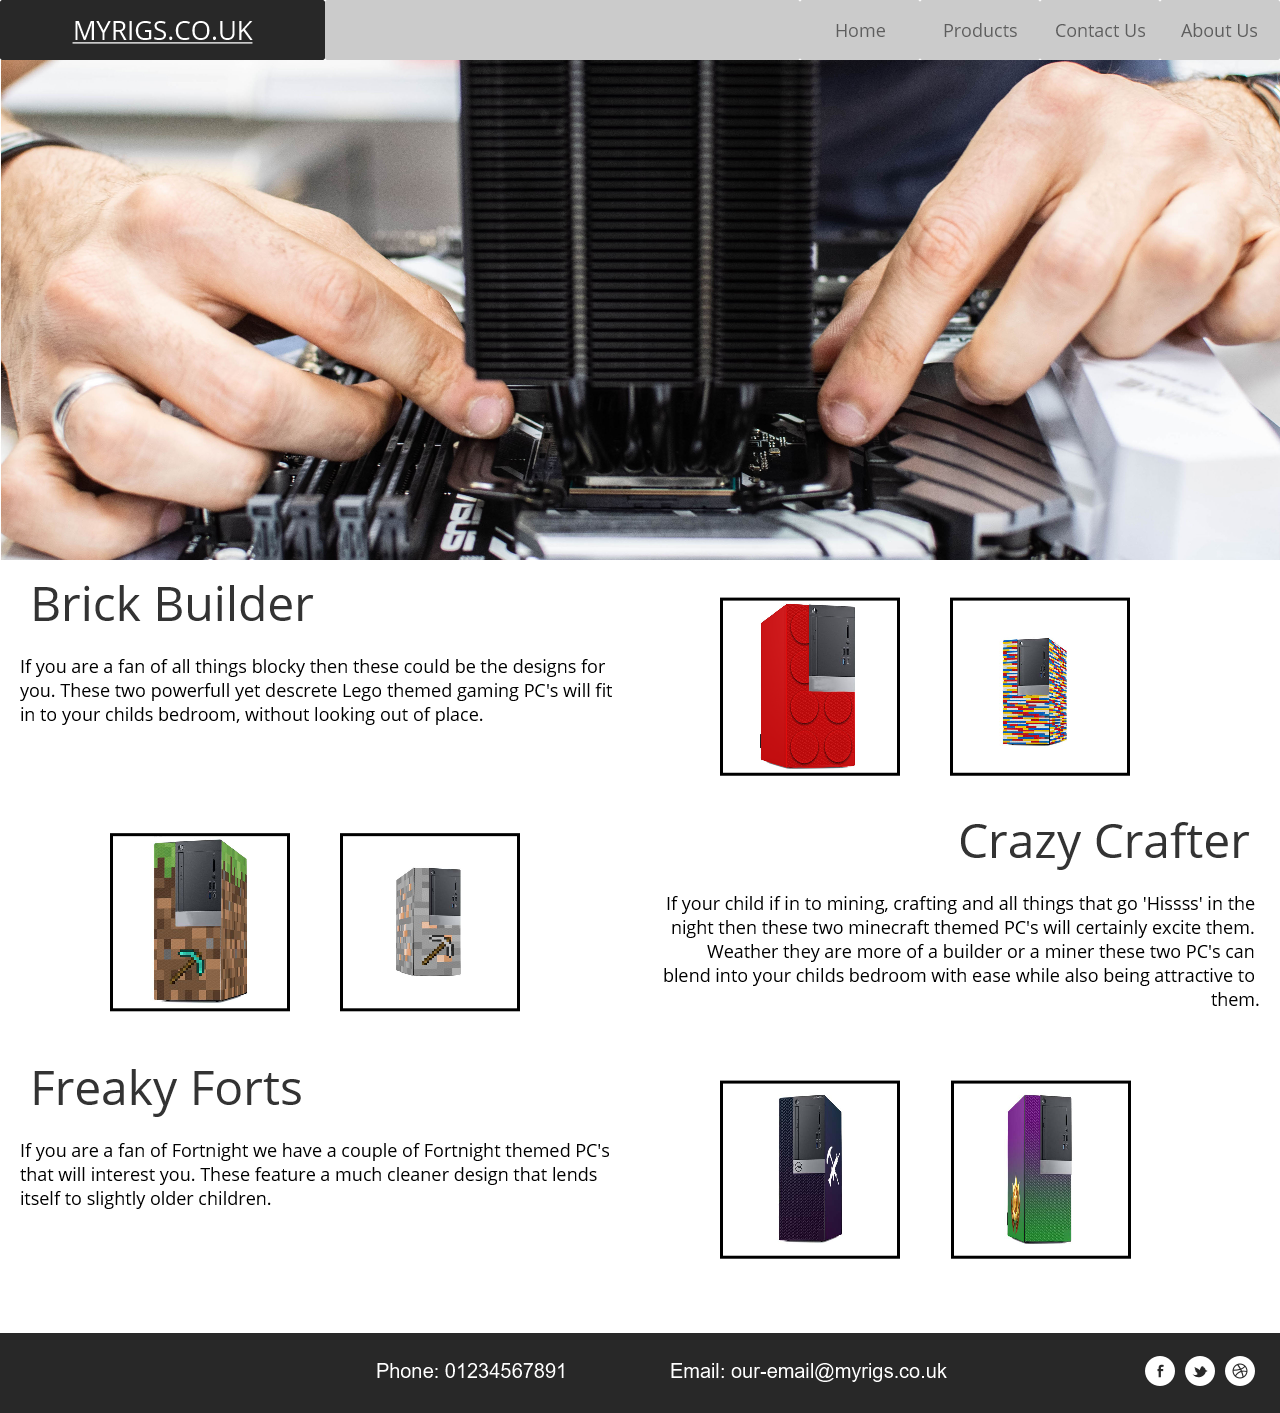 MYRIGS.CO.UK
Home Products Contact Us About Us
Brick Builder
If you are a fan of all things blocky then these could be the designs for
you. These two powerfull yet descrete Lego themed gaming PC's will fit
in to your childs bedroom, without looking out of place.
Crazy Crafter
If your child if in to mining, crafting and all things that go 'Hissss' in the
night then these two minecraft themed PC's will certainly excite them.
Weather they are more of a builder or a miner these two PC's can
blend into your childs bedroom with ease while also being attractive to
them.
Freaky Forts
If you are a fan of Fortnight we have a couple of Fortnight themed PC's
that will interest you. These feature a much cleaner design that lends
itself to slightly older children.
Phone: 01234567891 Email: our-email@myrigs.co.uk